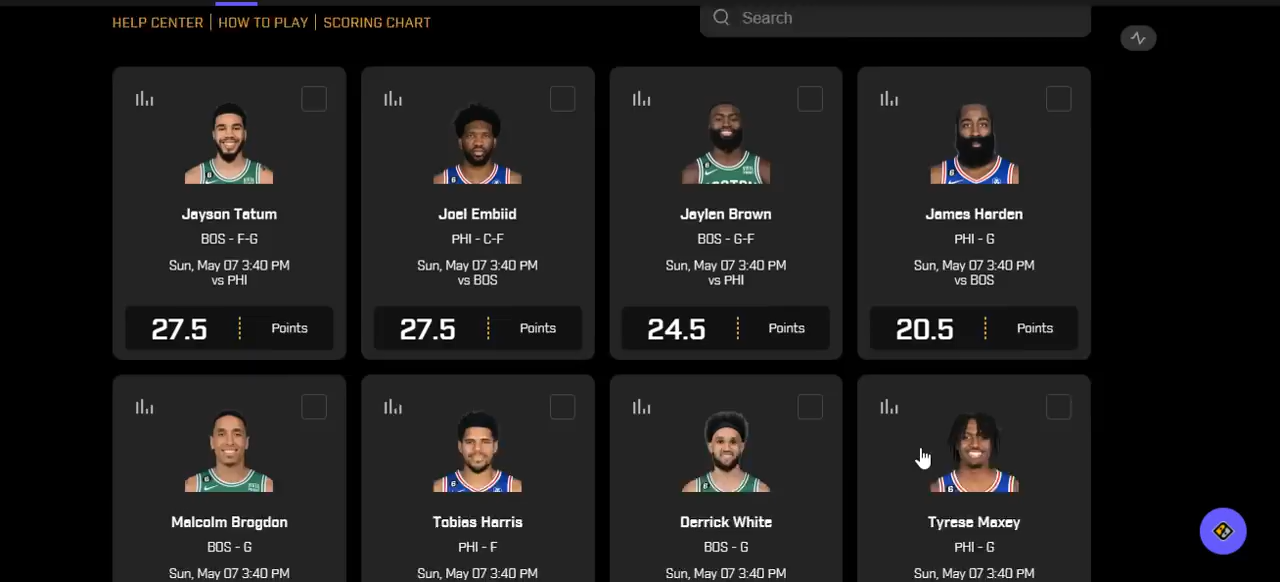 HELP CENTER | HOW TO PLAY | SCORING CHART
Search
Jayson Tatum
BOS - F-G
Sun, May 07 3:40 PM
vs PHI
27.5 Points
Joel Embiid
PHI - C-F
Sun, May 07 3:40 PM
vs BOS
27.5 Points
Jaylen Brown
BOS - G-F
Sun, May 07 3:40 PM
vs PHI
24.5 Points
James Harden
PHI - G
Sun, May 07 3:40 PM
vs BOS
20.5 Points
Malcolm Brogdon
BOS - G
Sun, May 07 3:40 PM
Tobias Harris
PHI - F
Sun, May 07 3:40 PM
Derrick White
BOS - G
Sun, May 07 3:40 PM
Tyrese Maxey
PHI - G
Sun, May 07 3:40 PM